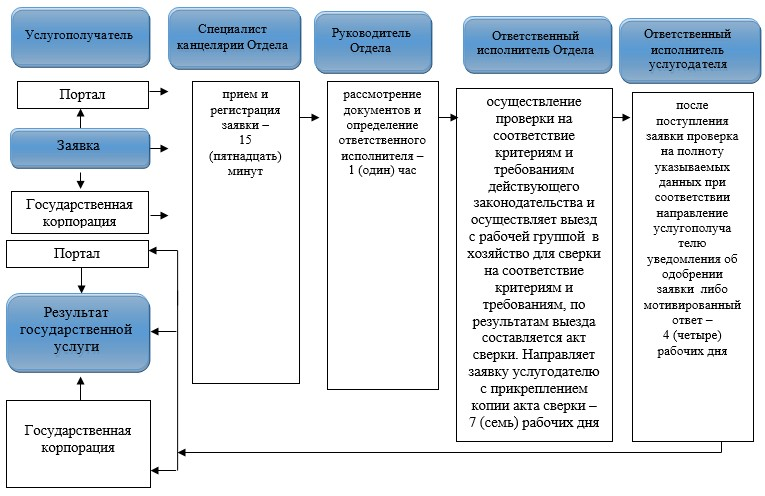 Услугополучатель
Портал
Заявка
Государственная
корпорация
Портал
Результат
государственной
услуги
Государственная
корпорация
Специалист
канцелярии Отдела
прием и
регистрация
заявки –
15
(пятнадцать)
минут
Руководитель
Отдела
рассмотрение
документов и
определение
ответственного
исполнителя –
1 (один) час
Ответственный
исполнитель Отдела
осуществление
проверки на
соответствие
критериям и
требованиям
действующего
законодательства и
осуществляет выезд
с рабочей группой в
хозяйство для сверки
на соответствие
критериям и
требованиям, по
результатам выезда
составляется акт
сверки. Направляет
заявку услугодателю
с прикреплением
копии акта сверки –
7 (семь) рабочих дня
Ответственный
исполнитель
услугодателя
после
поступления
заявки проверка
на полноту
указываемых
данных при
соответствии
направление
услугополуча
телю
уведомления об
одобрении
заявки либо
мотивированный
ответ –
4 (четыре)
рабочих дня